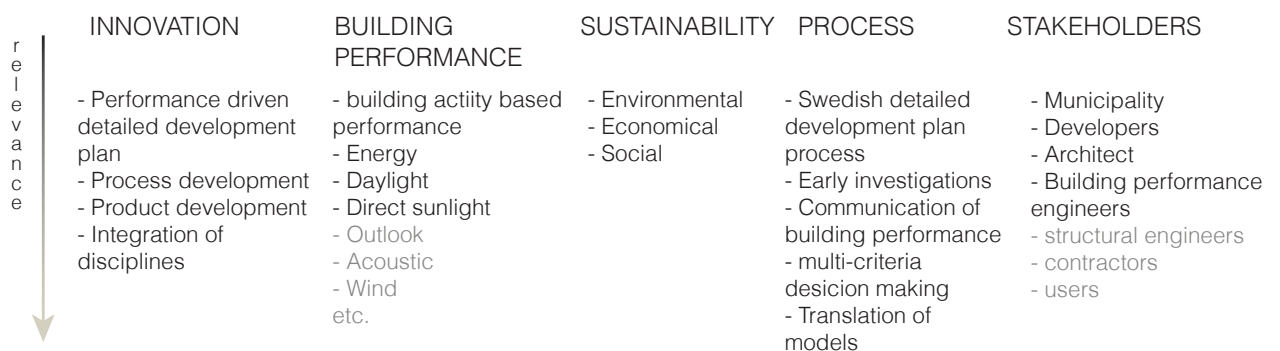 relevance
INNOVATION
- Performance driven
detailed development
plan
- Process development
- Product development
- Integration of
disciplines
BUILDING
PERFORMANCE
- building actiity based
performance
- Energy
- Daylight
- Direct sunlight
- Outlook
- Acoustic
- Wind
etc.
SUSTAINABILITY
- Environmental
- Economical
- Social
PROCESS
- Swedish detailed
development plan
process
- Early investigations
- Communication of
building performance
- multi-criteria
desicion making
- Translation of
models
STAKEHOLDERS
- Municipality
- Developers
- Architect
- Building performance
engineers
- structural engineers
- contractors
- users